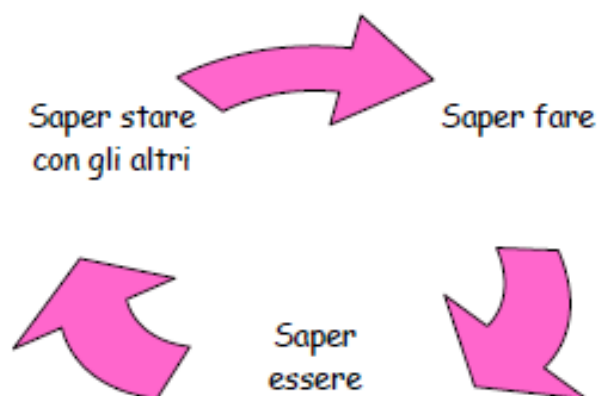 Saper stare
con gli altri
Saper fare
Saper
essere